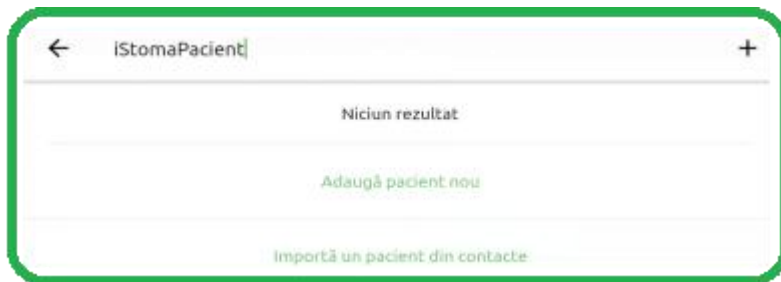 iStomaPacient
Niciun rezultat
Adaugă pacient nou
Importă un pacient din contacte